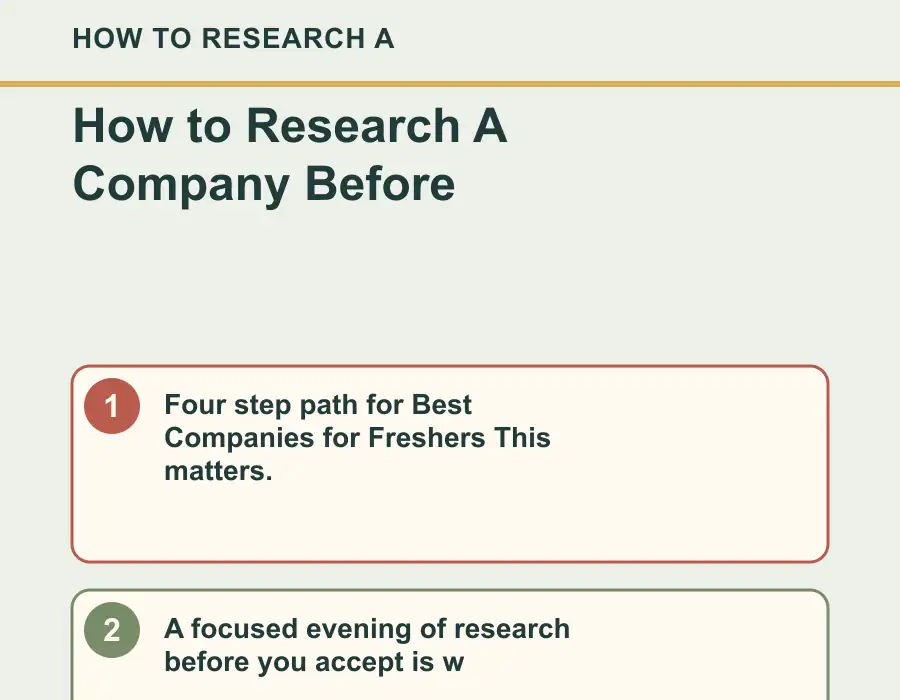 HOW TO RESEARCH A
How to Research A
Company Before
1
Four step path for Best
Companies for Freshers This
matters.
2
A focused evening of research
before you accept is w